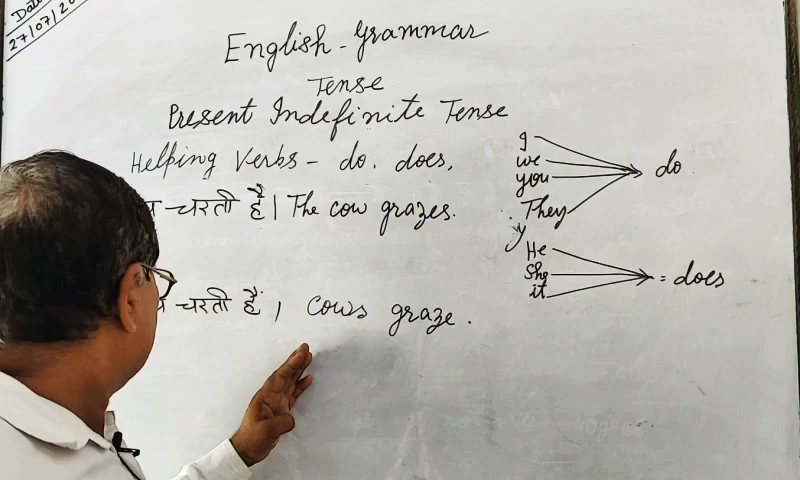 Date
27/07/20
English-Grammar
Tense
Present Indefinite Tense
Helping Verbs - do. does,
चरती है | The cow grazes.
चरती हैं | Cows graze.
I
we
you
They
do
He
She
it
= does